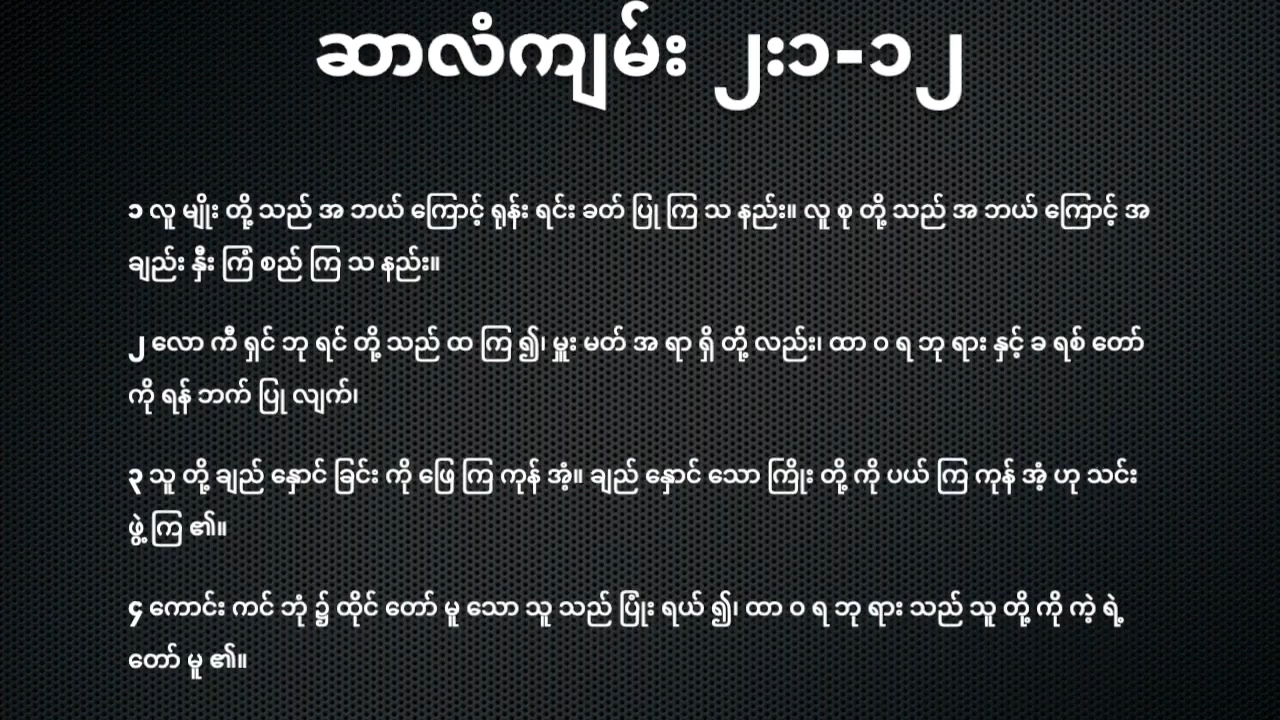 ဆာလံကျမ်း ၂း၁-၁၂
၁ လူ မျိုး တို့ သည် အ ဘယ် ကြောင့် ရုန်း ရင်း ခတ် ပြု ကြ သ နည်း။ လူ စု တို့ သည် အ ဘယ် ကြောင့် အ
ချည်း နှီး ကြံ စည် ကြ သ နည်း။
၂ လော ကီ ရှင် ဘု ရင် တို့ သည် ထ ကြ ၍၊ မှူး မတ် အ ရာ ရှိ တို့ လည်း၊ ထာ ဝ ရ ဘု ရား နှင့် ခ ရစ် တော်
ကို ရန် ဘက် ပြု လျက်၊
၃ သူ တို့ ချည် နှောင် ခြင်း ကို ဖြေ ကြ ကုန် အံ့။ ချည် နှောင် သော ကြိုး တို့ ကို ပယ် ကြ ကုန် အံ့ ဟု သင်း
ဖွဲ့ ကြ ၏။
၄ ကောင်း ကင် ဘုံ ၌ ထိုင် တော် မူ သော သူ သည် ပြုံး ရယ် ၍၊ ထာ ဝ ရ ဘု ရား သည် သူ တို့ ကို ကဲ့ ရဲ့
တော် မူ ၏။